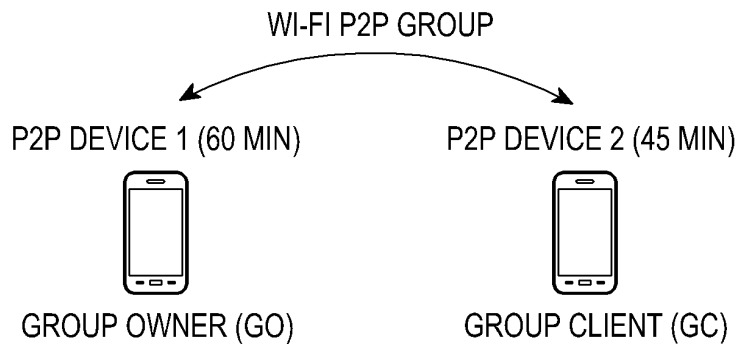 WI-FI P2P GROUP
P2P DEVICE 1 (60 MIN)
P2P DEVICE 2 (45 MIN)
GROUP OWNER (GO)
GROUP CLIENT (GC)